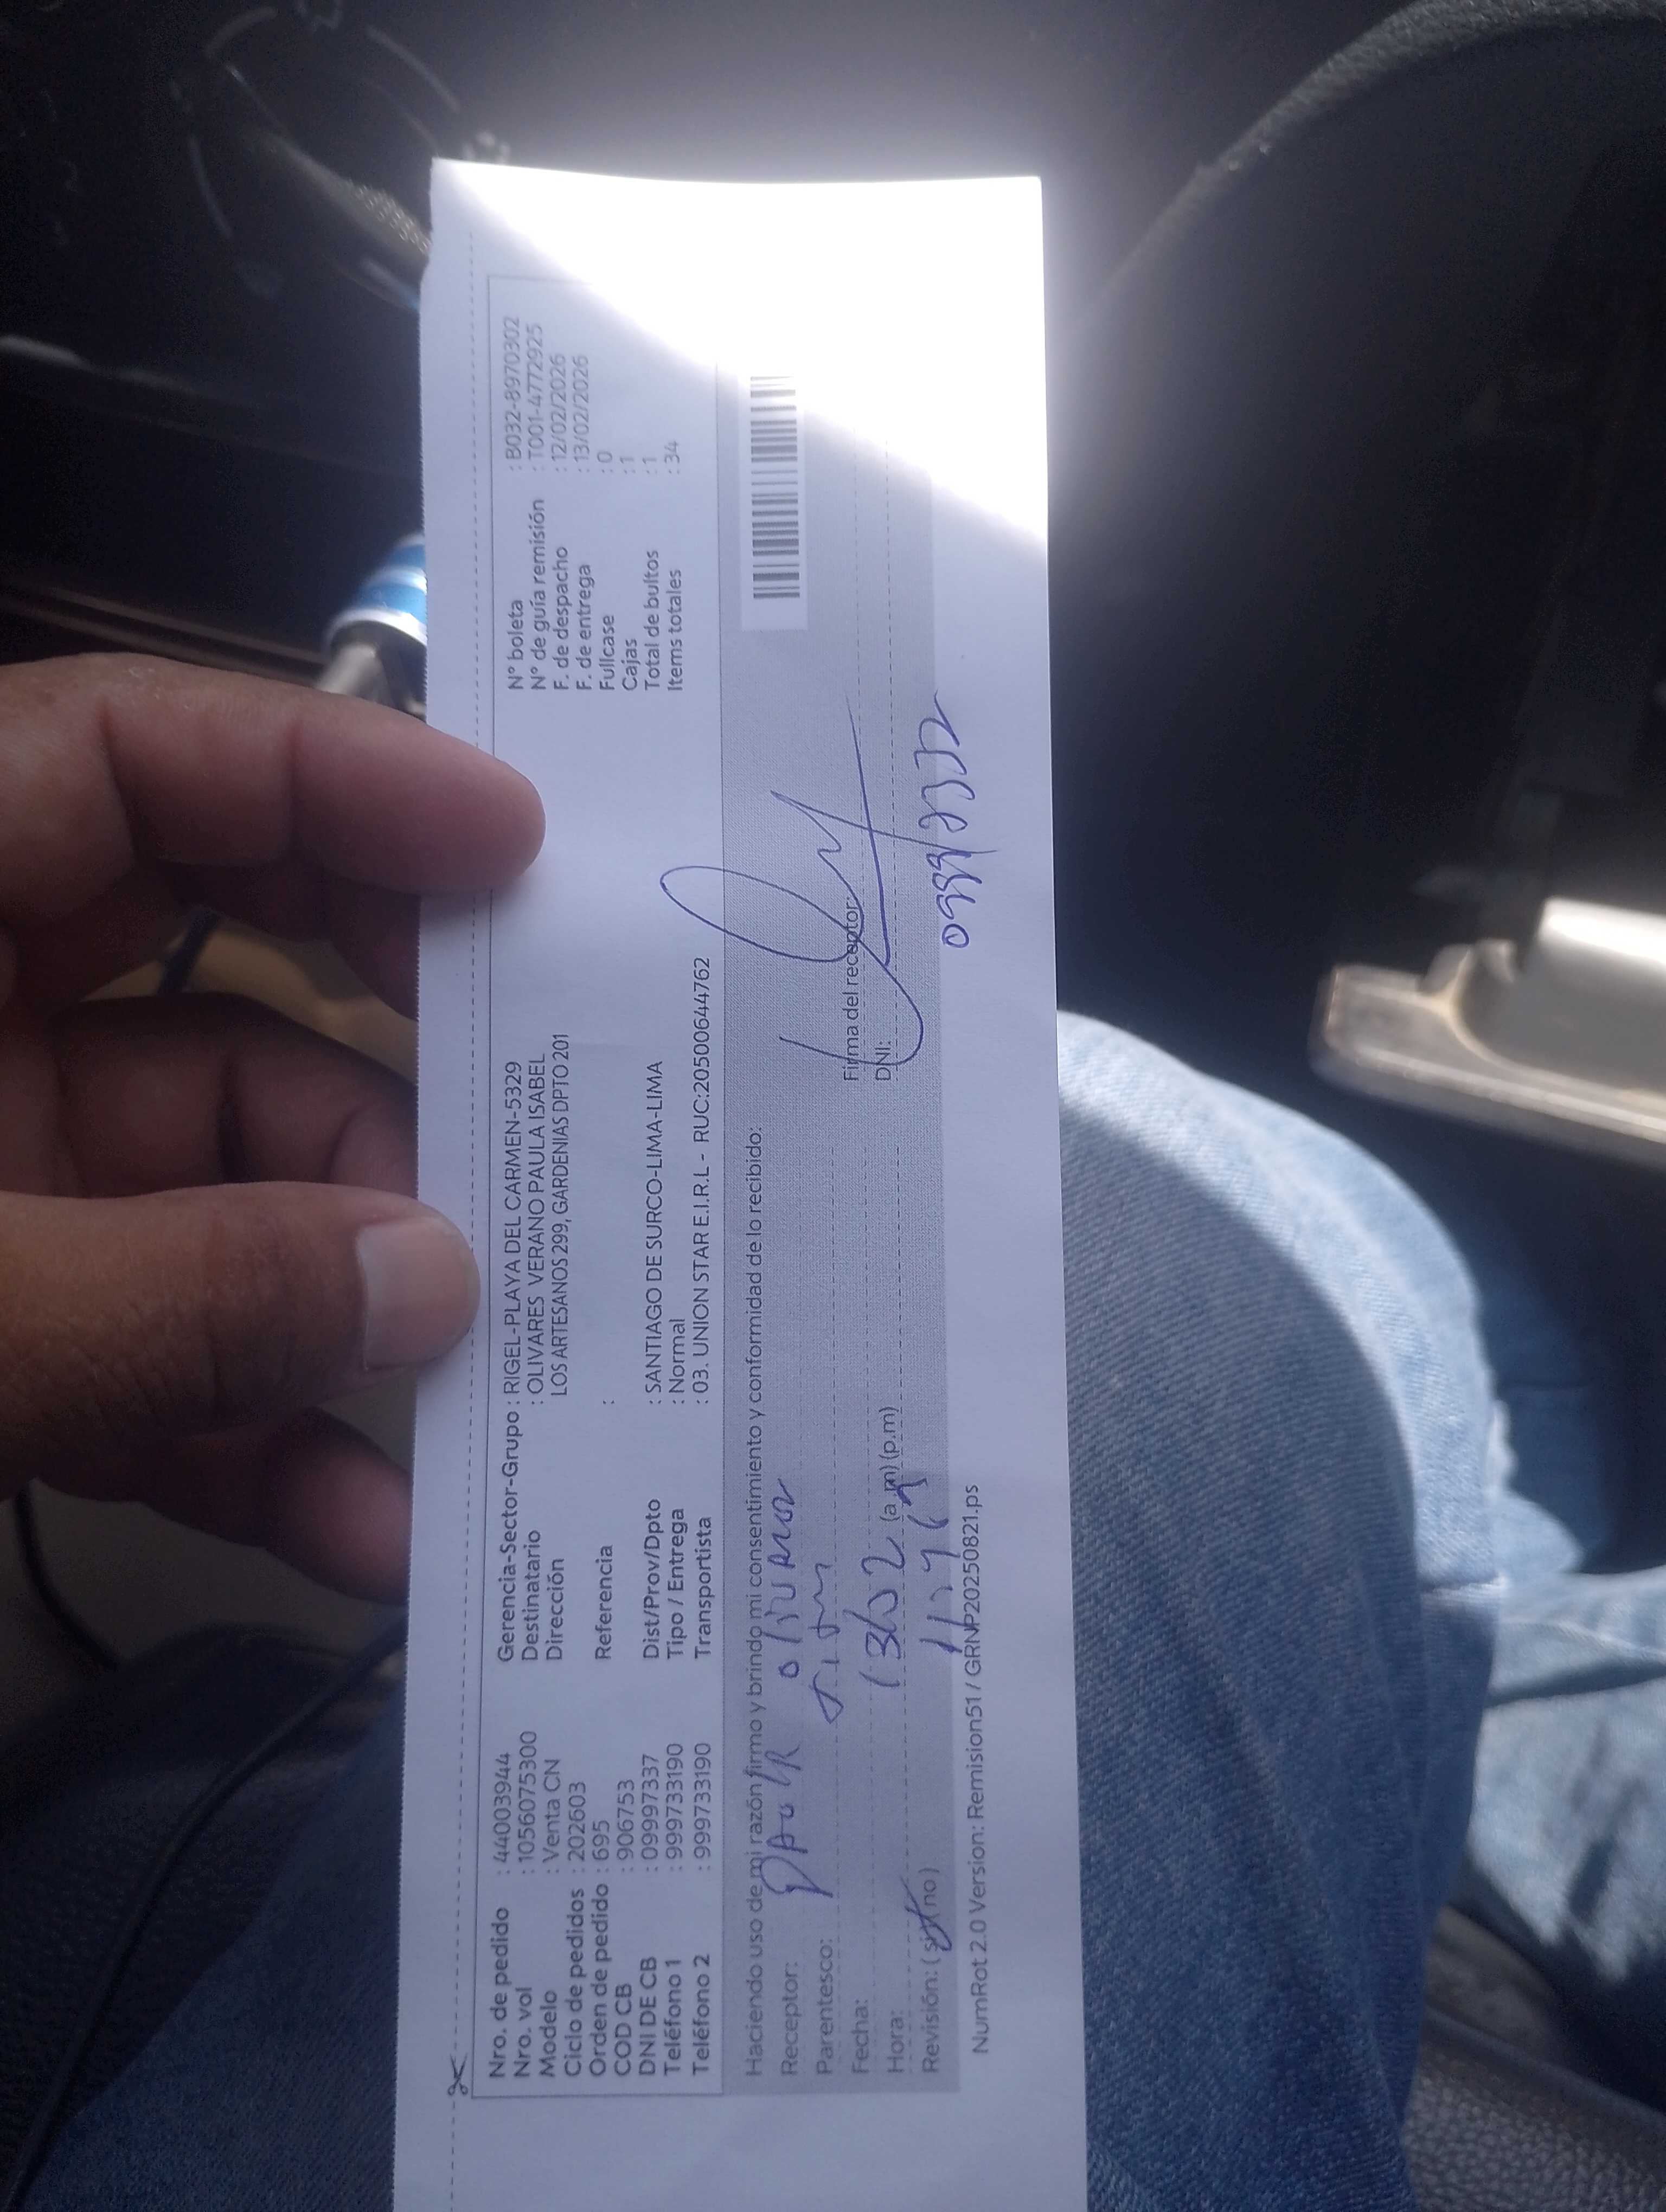 Nro. de pedido : 44003944
Nro. vol : 1056075300
Modelo : Venta CN
Ciclo de pedidos : 202603
Orden de pedido : 695
COD CB : 906753
DNI DE CB : 09997337
Teléfono 1 : 999733190
Teléfono 2 : 999733190
Gerencia-Sector-Grupo : RIGEL-PLAYA DEL CARMEN-5329
Destinatario : OLIVARES VERANO PAULA ISABEL
Dirección LOS ARTESANOS 299, GARDENIAS DPTO 201
Referencia :
Dist/Prov/Dpto : SANTIAGO DE SURCO-LIMA-LIMA
Tipo / Entrega : Normal
Transportista : 03. UNION STAR E.I.R.L - RUC:20500644762
N° boleta : B032-8970302
N° de guía remisión : T001-4772925
F. de despacho : 12/02/2026
F. de entrega : 13/02/2026
Fullcase : 0
Cajas : 1
Total de bultos : 1
Items totales : 34
Haciendo uso de mi razón firmo y brindo mi consentimiento y conformidad de lo recibido:
Receptor:
Parentesco:
Fecha:
Hora: (a.m) (p.m)
Revisión: ( si / no )
Firma del receptor:
DNI:
NumRot 2.0 Version: Remision51 / GRNP20250821.ps